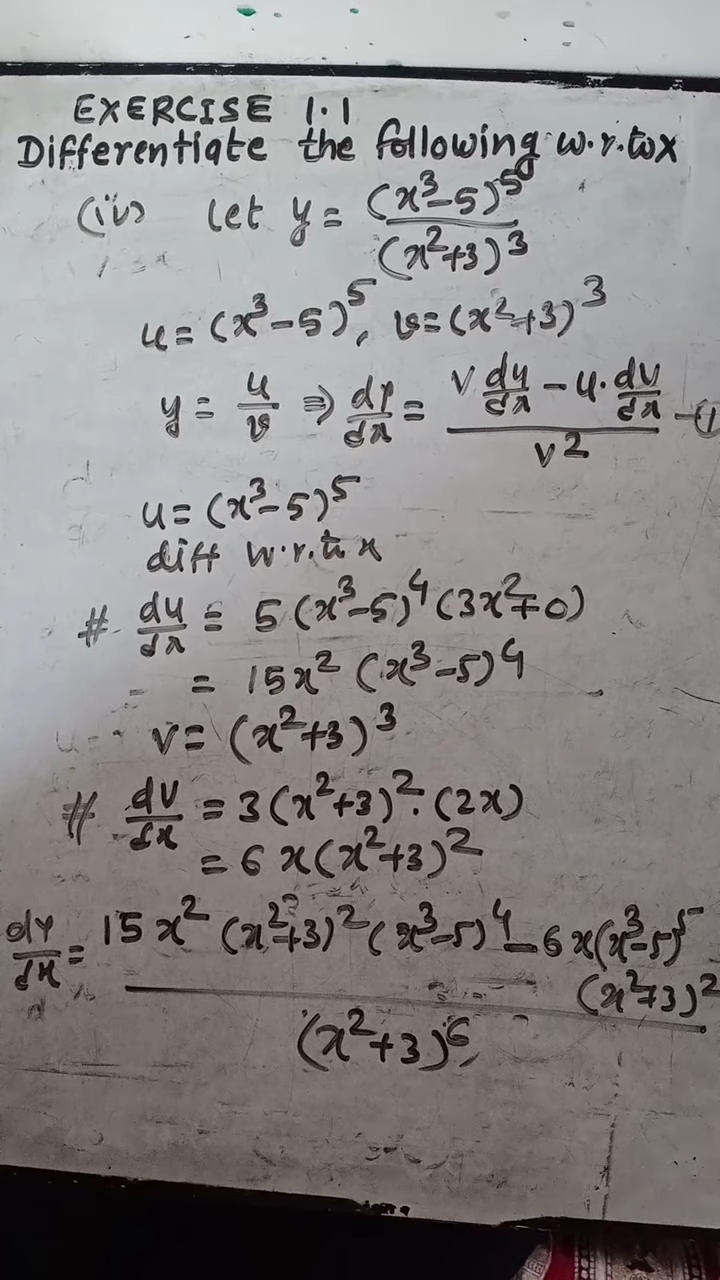 EXERCISE 1.1
Differentiate the following w.r.to x
(iv) let y = (x³-5)⁵ / (x²+3)³
u = (x³-5)⁵, v = (x²+3)³
y = u/v ⇒ dy/dx = (v du/dx - u. dv/dx) / v² -①
u = (x³-5)⁵
diff w.r.to x
# du/dx = 5(x³-5)⁴(3x²-0)
= 15x² (x³-5)⁴
v = (x²+3)³
# dv/dx = 3(x²+3)².(2x)
= 6x(x²+3)²
dy/dx = 15x² (x²+3)² (x³-5)⁴ - 6x(x³-5)⁵
(x²+3)²
(x²+3)⁶